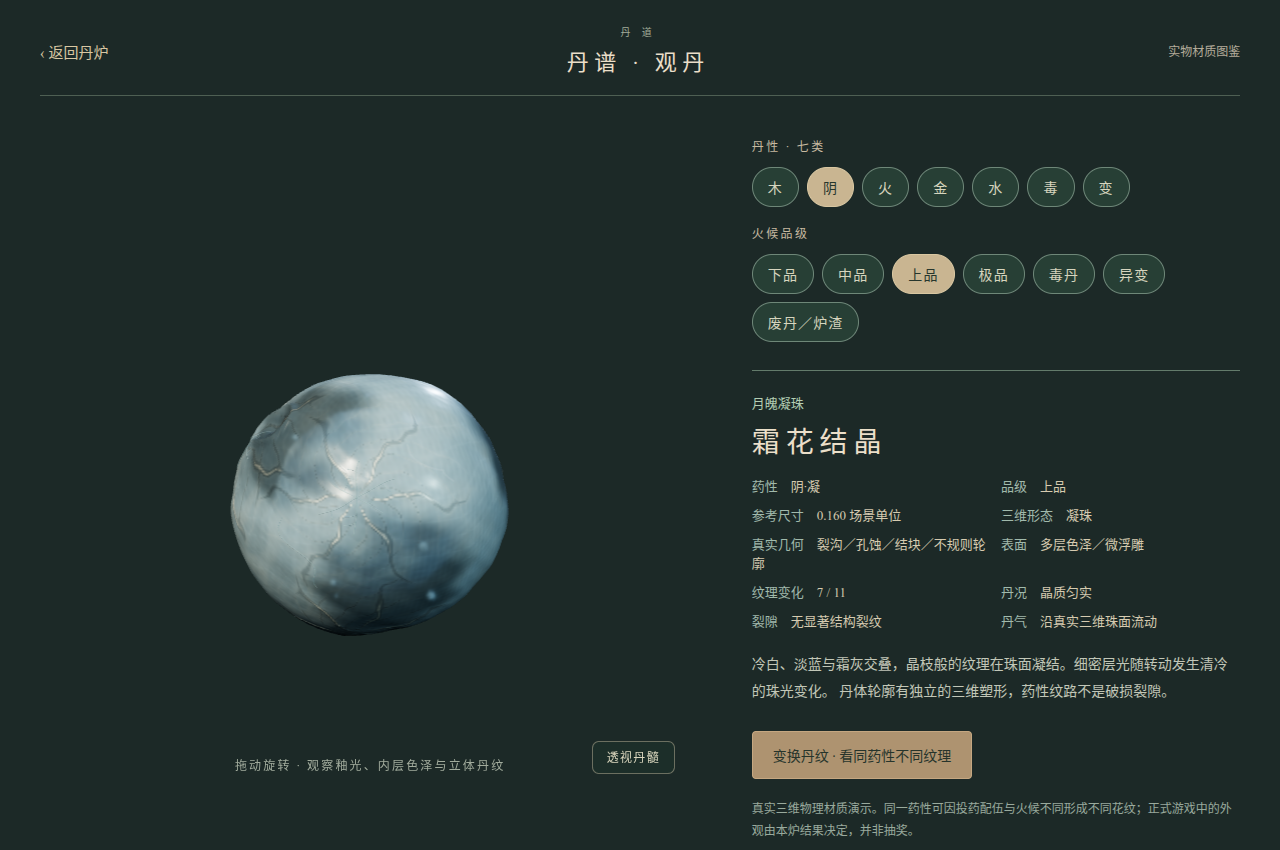 ‹ 返回丹炉
丹 道
丹谱 · 观丹
实物材质图鉴
丹性 · 七类
木 阴 火 金 水 毒 变
火候品级
下品 中品 上品 极品 毒丹 异变
废丹／炉渣
月魄凝珠
霜花结晶
药性 阴·凝 品级 上品
参考尺寸 0.160 场景单位 三维形态 凝珠
真实几何 裂沟／孔蚀／结块／不规则轮
廓
表面 多层色泽／微浮雕
纹理变化 7 / 11 丹况 晶质匀实
裂隙 无显著结构裂纹 丹气 沿真实三维珠面流动
冷白、淡蓝与霜灰交叠，晶枝般的纹理在珠面凝结。细密层光随转动发生清冷
的珠光变化。 丹体轮廓有独立的三维塑形，药性纹路不是破损裂隙。
拖动旋转 · 观察釉光、内层色泽与立体丹纹
透视丹髓
变换丹纹 · 看同药性不同纹理
真实三维物理材质演示。同一药性可因投药配伍与火候不同形成不同花纹；正式游戏中的外
观由本炉结果决定，并非抽奖。